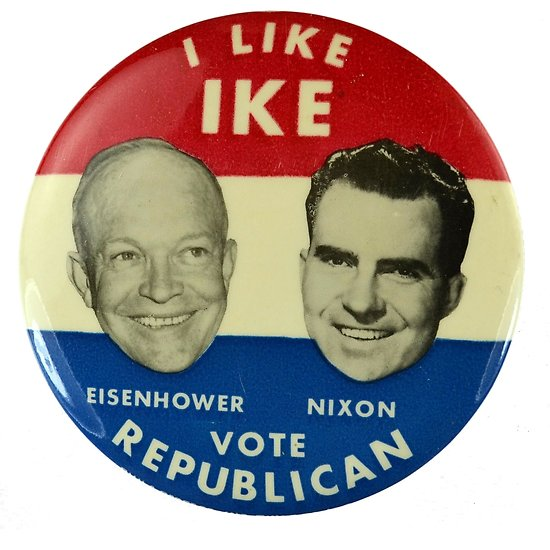 I LIKE
IKE
EISENHOWER NIXON
VOTE
REPUBLICAN